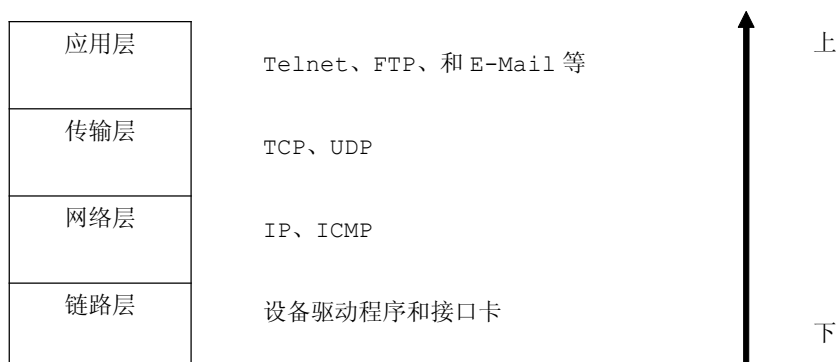 应用层
Telnet、FTP、和 E-Mail 等
上
传输层
TCP、UDP
网络层
IP、ICMP
链路层
设备驱动程序和接口卡
下